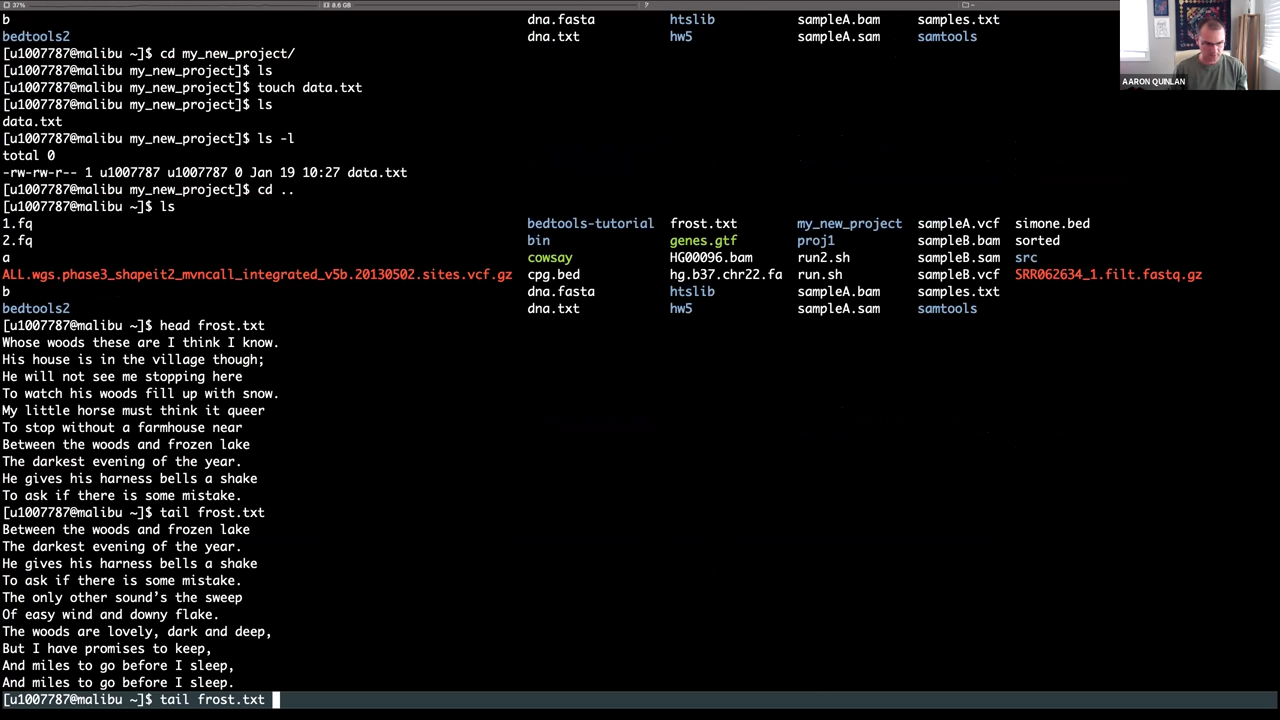 37% 8.6 GB
b dna.fasta htslib sampleA.bam samples.txt
bedtools2 dna.txt hw5 sampleA.sam samtools
[u1007787@malibu ~]$ cd my_new_project/
[u1007787@malibu my_new_project]$ ls
[u1007787@malibu my_new_project]$ touch data.txt
[u1007787@malibu my_new_project]$ ls
data.txt
[u1007787@malibu my_new_project]$ ls -l
total 0
-rw-rw-r-- 1 u1007787 u1007787 0 Jan 19 10:27 data.txt
[u1007787@malibu my_new_project]$ cd ..
[u1007787@malibu ~]$ ls
1.fq bedtools-tutorial frost.txt my_new_project sampleA.vcf simone.bed
2.fq bin genes.gtf proj1 sampleB.bam sorted
a cowsay HG00096.bam run2.sh sampleB.sam src
ALL.wgs.phase3_shapeit2_mvncall_integrated_v5b.20130502.sites.vcf.gz cpg.bed hg.b37.chr22.fa run.sh sampleB.vcf SRR062634_1.filt.fastq.gz
b dna.fasta htslib sampleA.bam samples.txt
bedtools2 dna.txt hw5 sampleA.sam samtools
[u1007787@malibu ~]$ head frost.txt
Whose woods these are I think I know.
His house is in the village though;
He will not see me stopping here
To watch his woods fill up with snow.
My little horse must think it queer
To stop without a farmhouse near
Between the woods and frozen lake
The darkest evening of the year.
He gives his harness bells a shake
To ask if there is some mistake.
[u1007787@malibu ~]$ tail frost.txt
Between the woods and frozen lake
The darkest evening of the year.
He gives his harness bells a shake
To ask if there is some mistake.
The only other sound’s the sweep
Of easy wind and downy flake.
The woods are lovely, dark and deep,
But I have promises to keep,
And miles to go before I sleep,
And miles to go before I sleep.
[u1007787@malibu ~]$ tail frost.txt
AARON QUINLAN